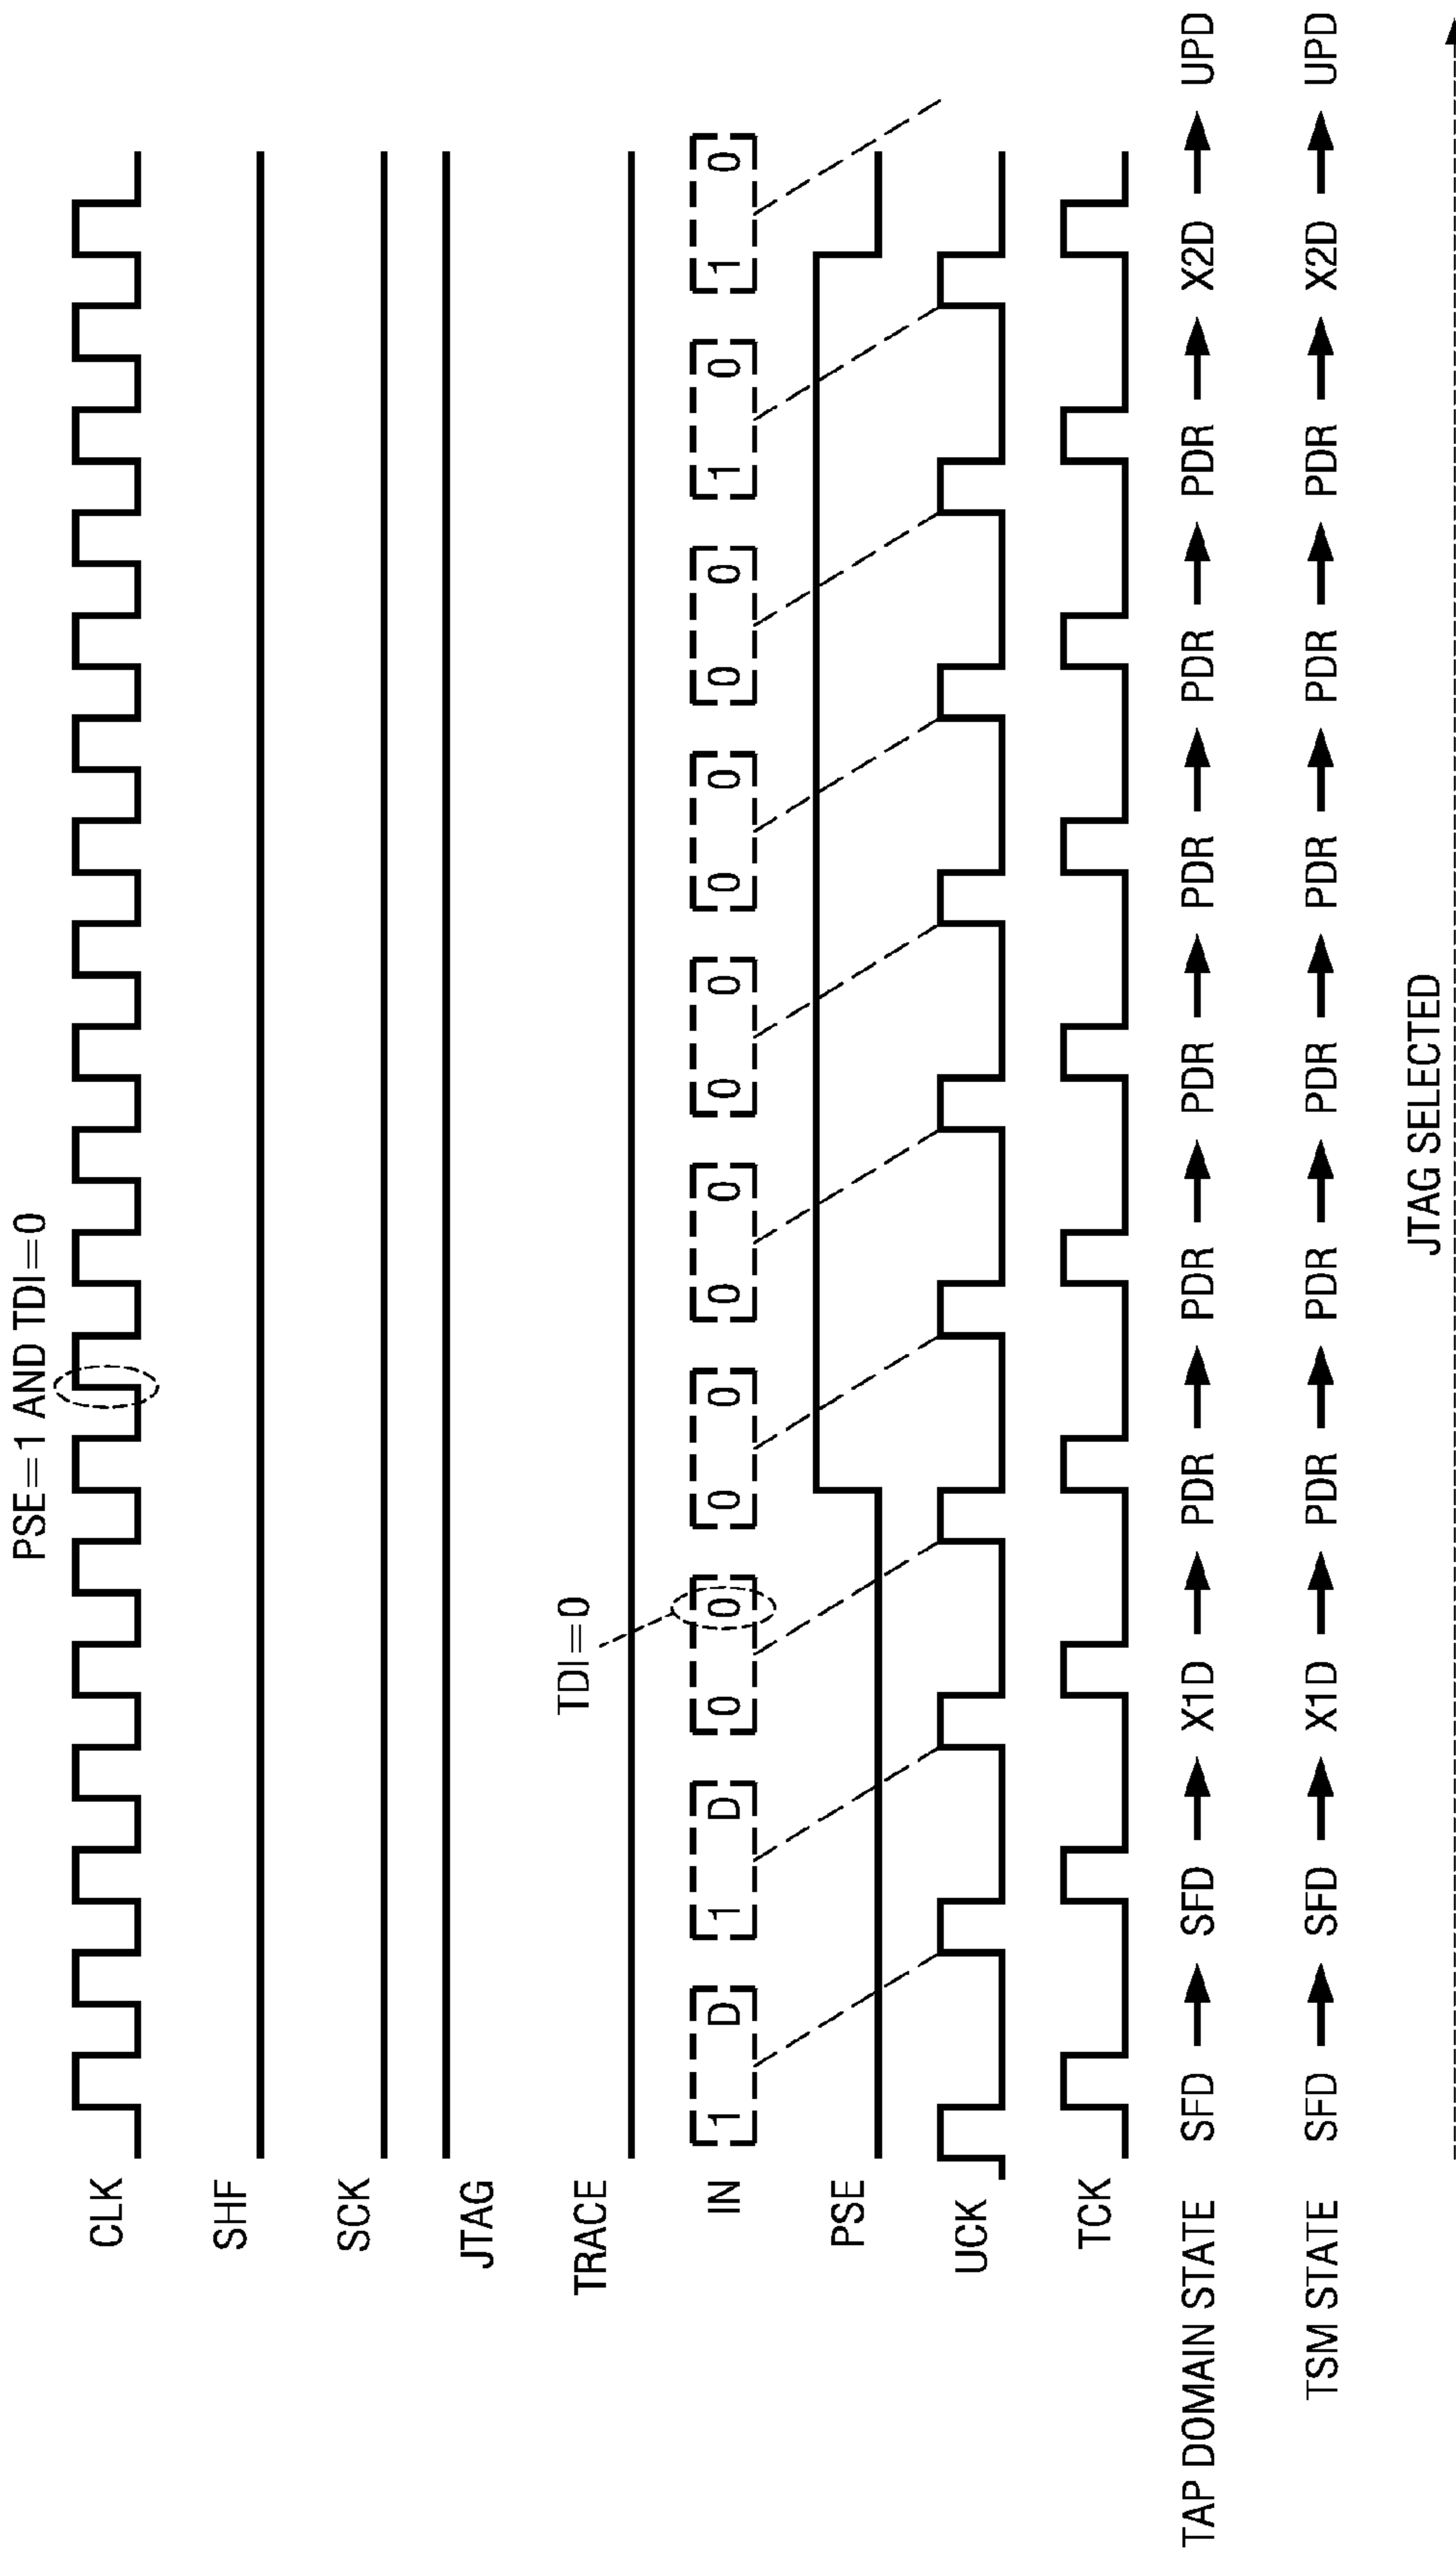 PSE=1 AND TDI=0
CLK
SHF
SCK
JTAG
TRACE
TDI=0
IN 1 D 1 D 0 0 0 0 0 0 0 0 0 0 0 0 1 0 1 0
PSE
UCK
TCK
TAP DOMAIN STATE SFD → SFD → X1D → PDR → PDR → PDR → PDR → PDR → PDR → X2D → UPD
TSM STATE SFD → SFD → X1D → PDR → PDR → PDR → PDR → PDR → PDR → X2D → UPD
JTAG SELECTED